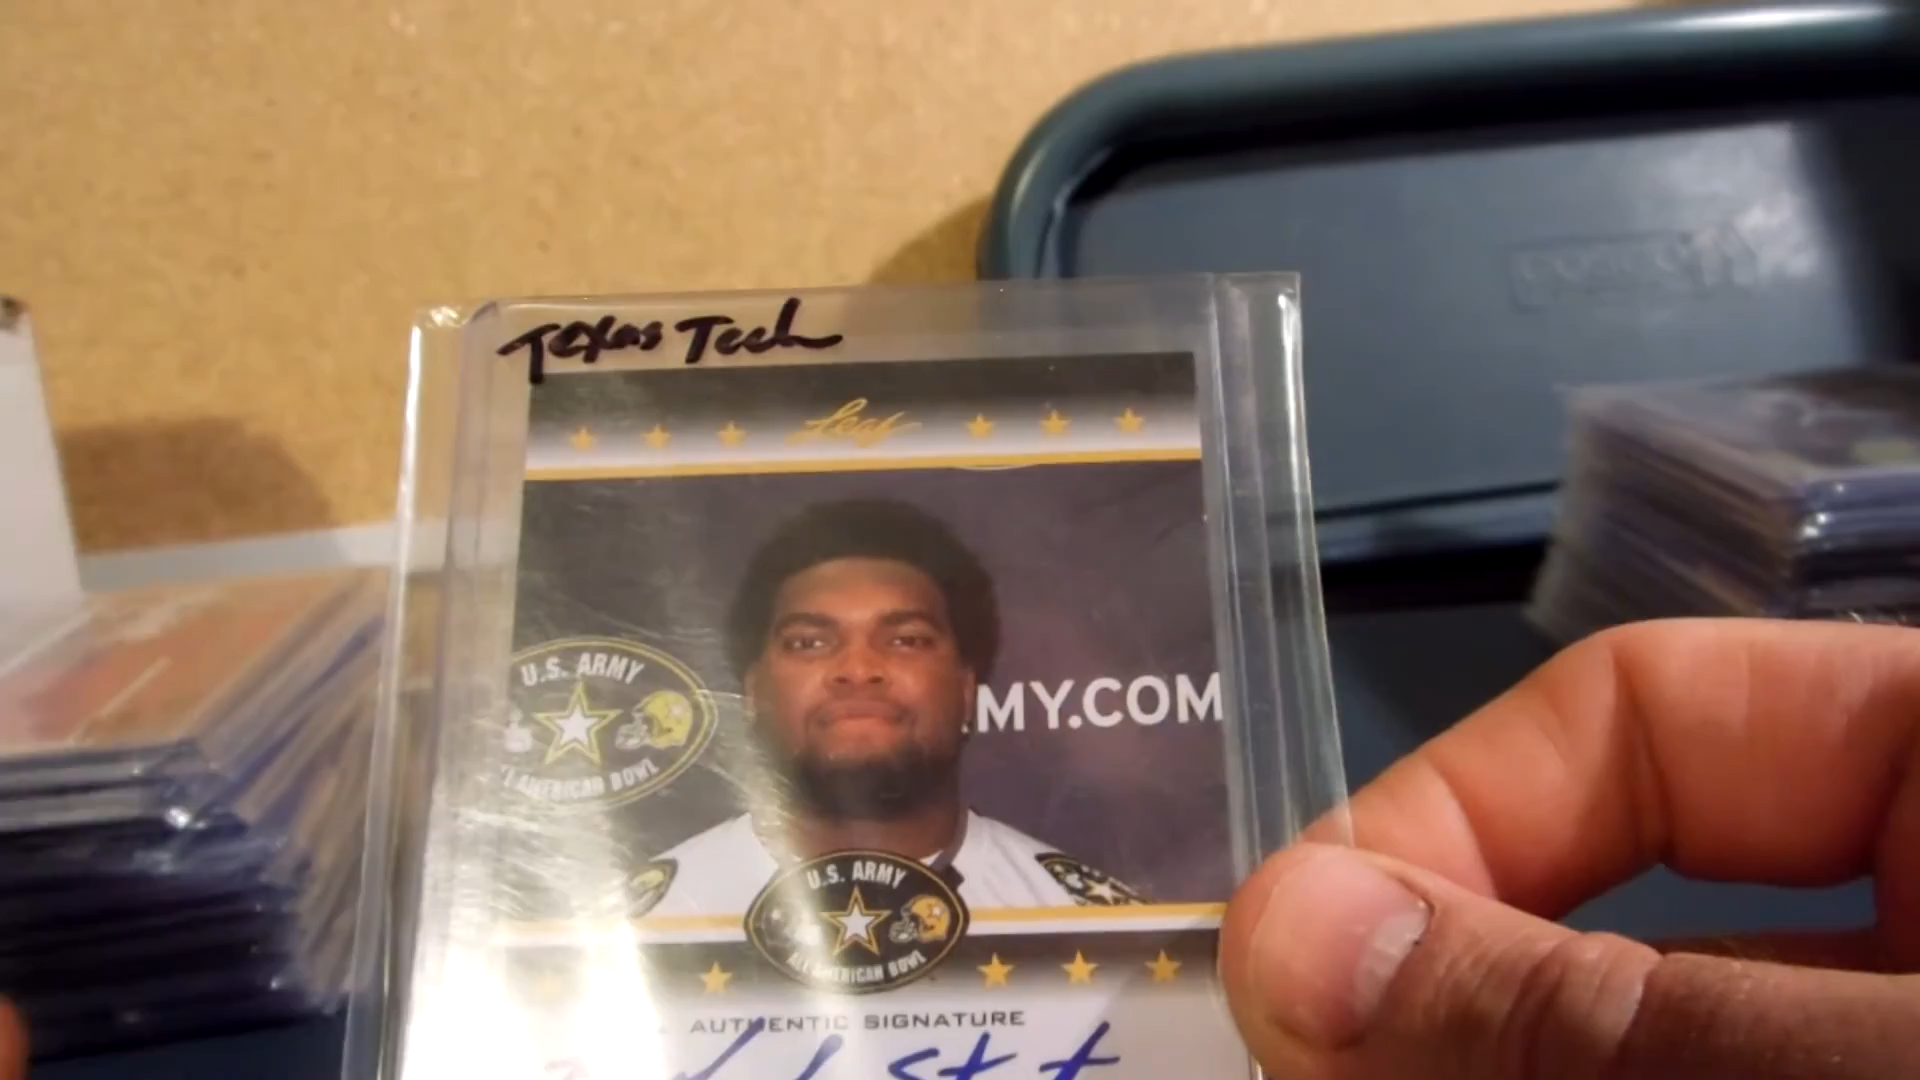 Texas Tech
Leaf
U.S. ARMY
ALL AMERICAN BOWL
MY.COM
U.S. ARMY
ALL AMERICAN BOWL
AUTHENTIC SIGNATURE